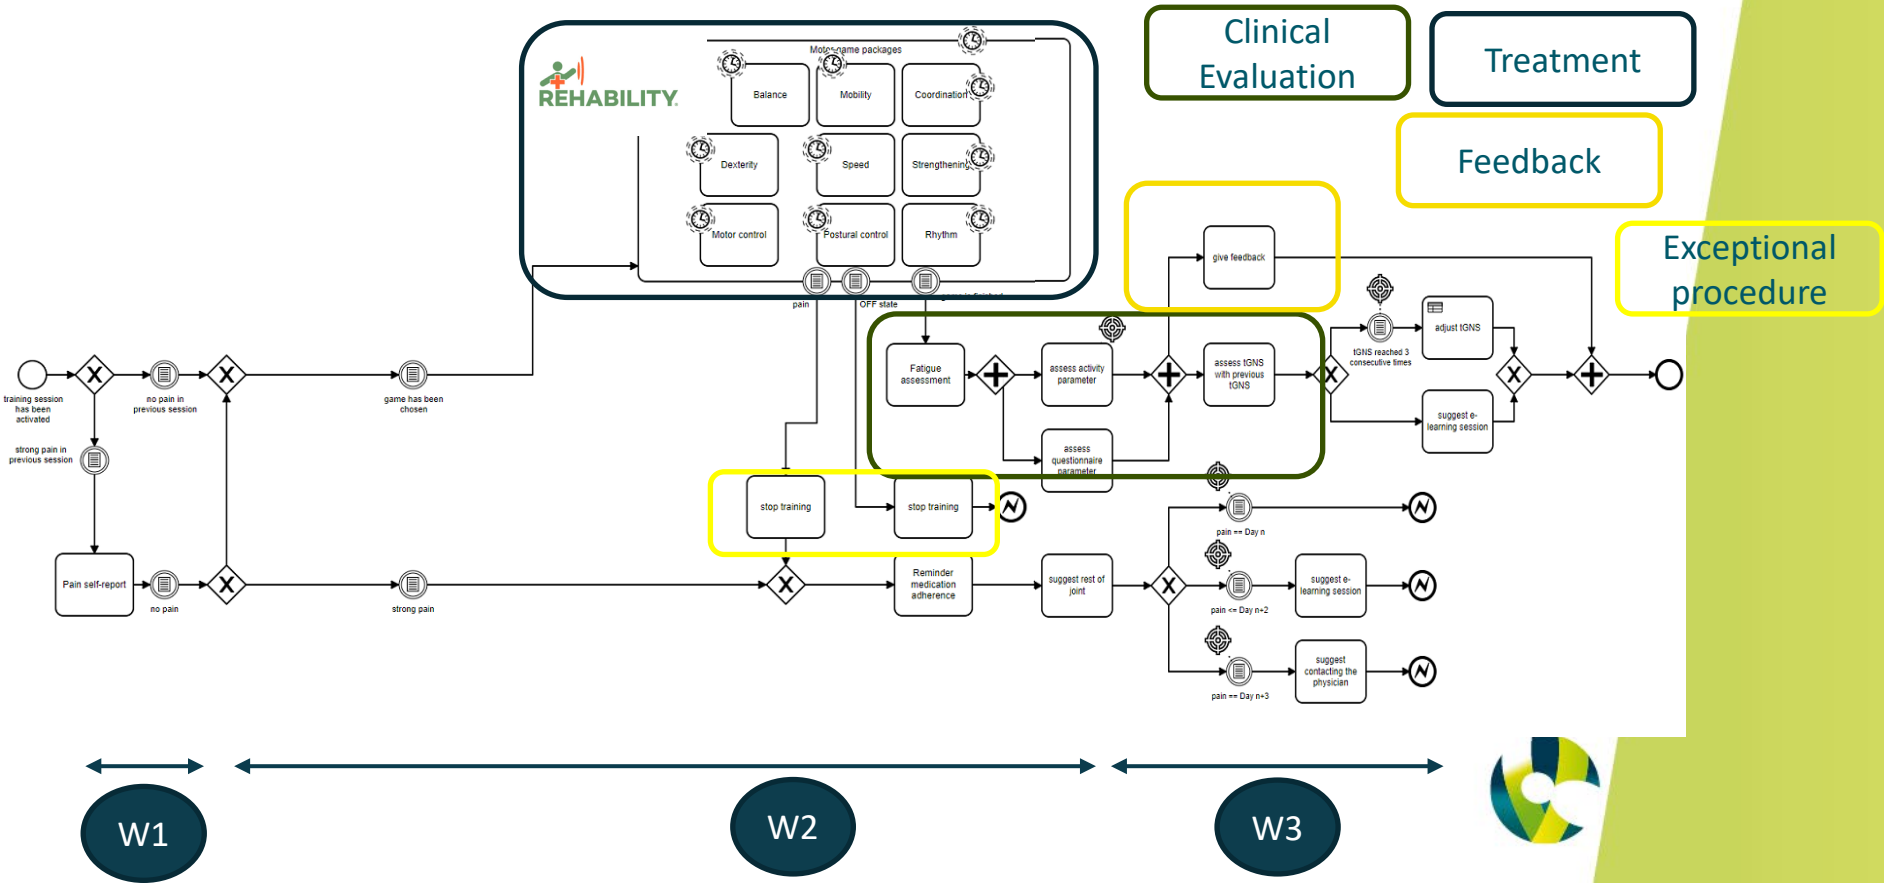 Clinical
Evaluation
Treatment
Feedback
Exceptional
procedure
REHABILITY
Motor game packages
Balance
Mobility
Coordination
Dexterity
Speed
Strengthening
Motor control
Postural control
Rhythm
pain
OFF state
give feedback
training session
has been
activated
no pain in
previous session
strong pain in
previous session
game has been
chosen
Fatigue
assessment
assess activity
parameter
assess
questionnaire
parameter
assess tGNS
with previous
tGNS
tGNS reached 3
consecutive times
adjust tGNS
suggest e-
learning session
stop training
stop training
pain == Day n
Pain self-report
no pain
strong pain
Reminder
medication
adherence
suggest rest of
joint
pain <= Day n+2
suggest e-
learning session
pain == Day n+3
suggest
contacting the
physician
W1
W2
W3